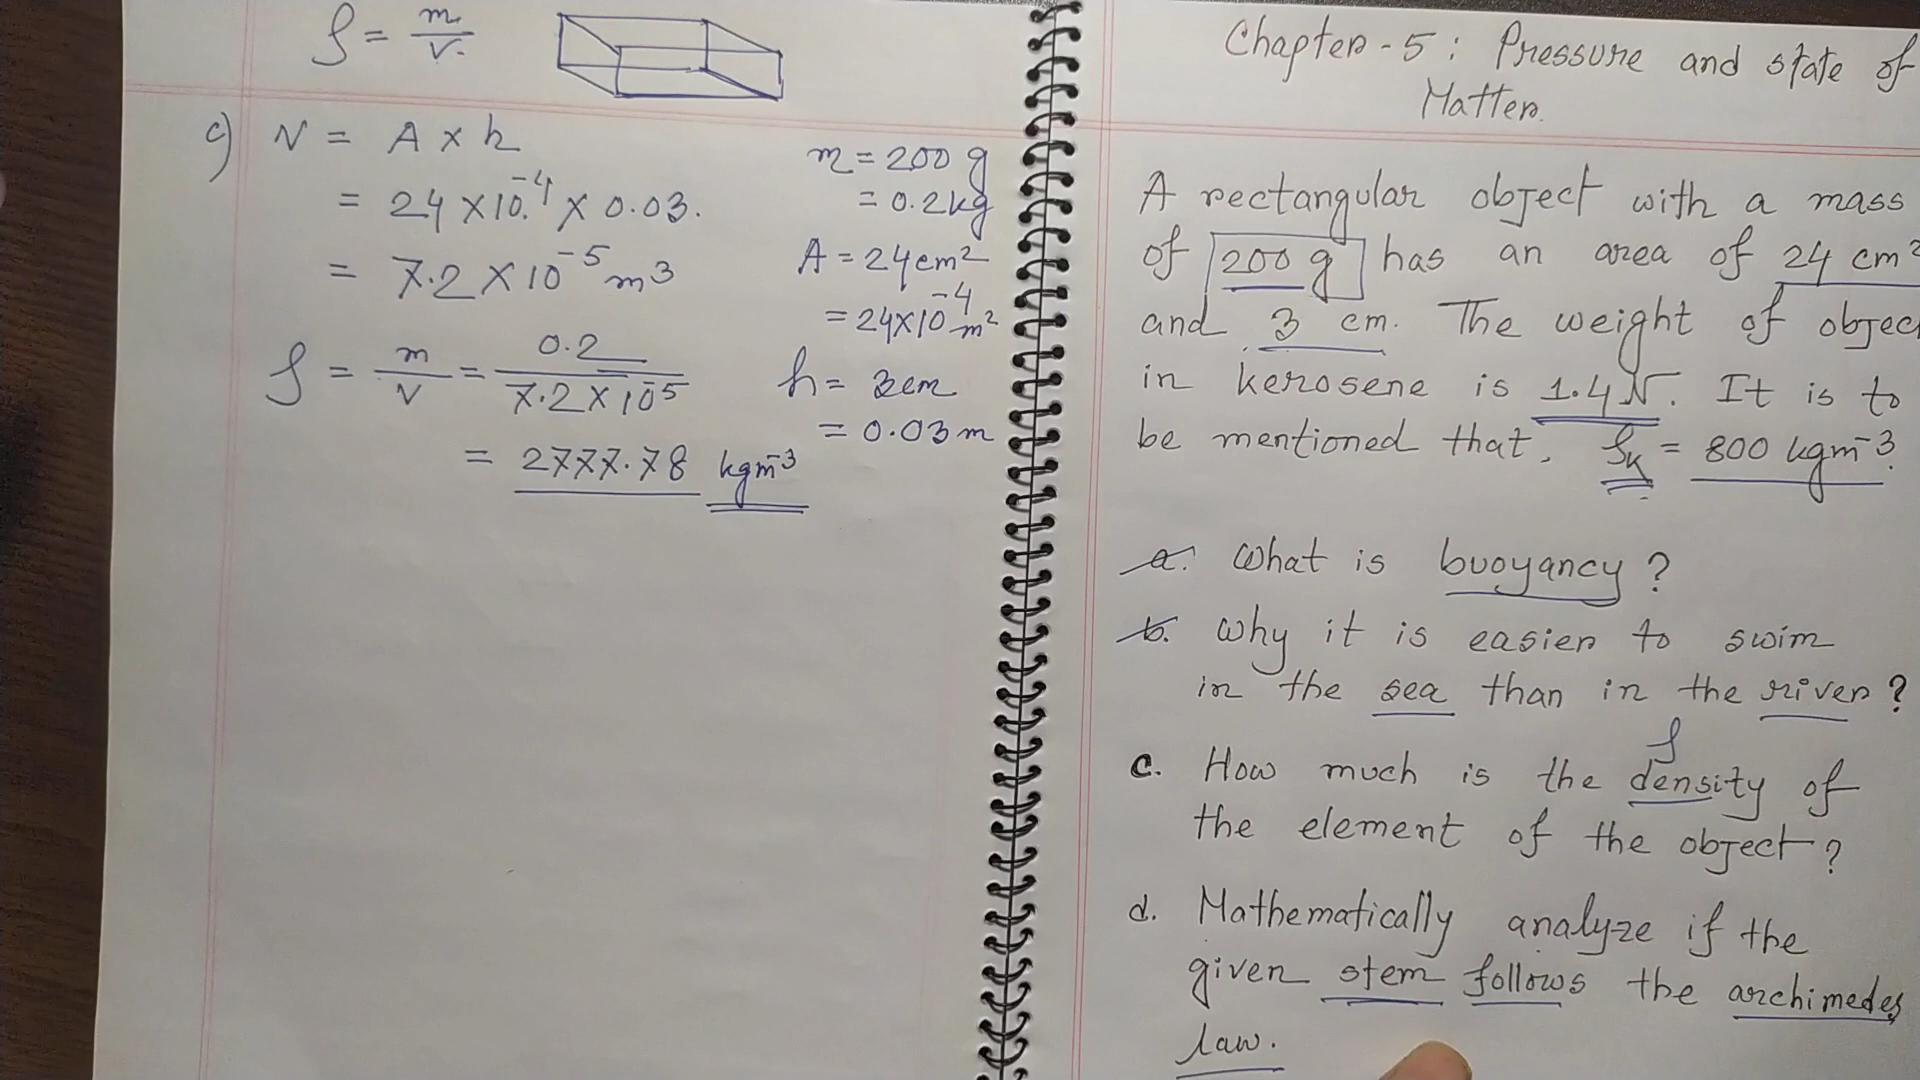 ρ = m/v.
c) V = A × h
= 24 × 10⁻⁴ × 0.03.
= 7.2 × 10⁻⁵ m³
ρ = m/v = 0.2/7.2 × 10⁻⁵
= 2777.78 kgm⁻³
m = 200 g
= 0.2 kg
A = 24 cm²
= 24×10⁻⁴ m²
h = 3cm
= 0.03 m
Chapter - 5 : Pressure and state of
Matter.
A rectangular object with a mass
of 200 g has an area of 24 cm²
and 3 cm. The weight of objec
in kerosene is 1.4 N. It is to
be mentioned that, ρₖ = 800 kgm⁻³.
a. What is buoyancy ?
b. Why it is easier to swim
in the sea than in the river ?
ρ
c. How much is the density of
the element of the object ?
d. Mathematically analyze if the
given stem follows the archimedes
law.